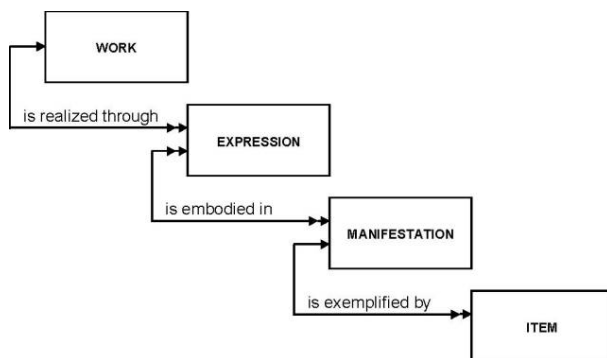 WORK
is realized through
EXPRESSION
is embodied in
MANIFESTATION
is exemplified by
ITEM